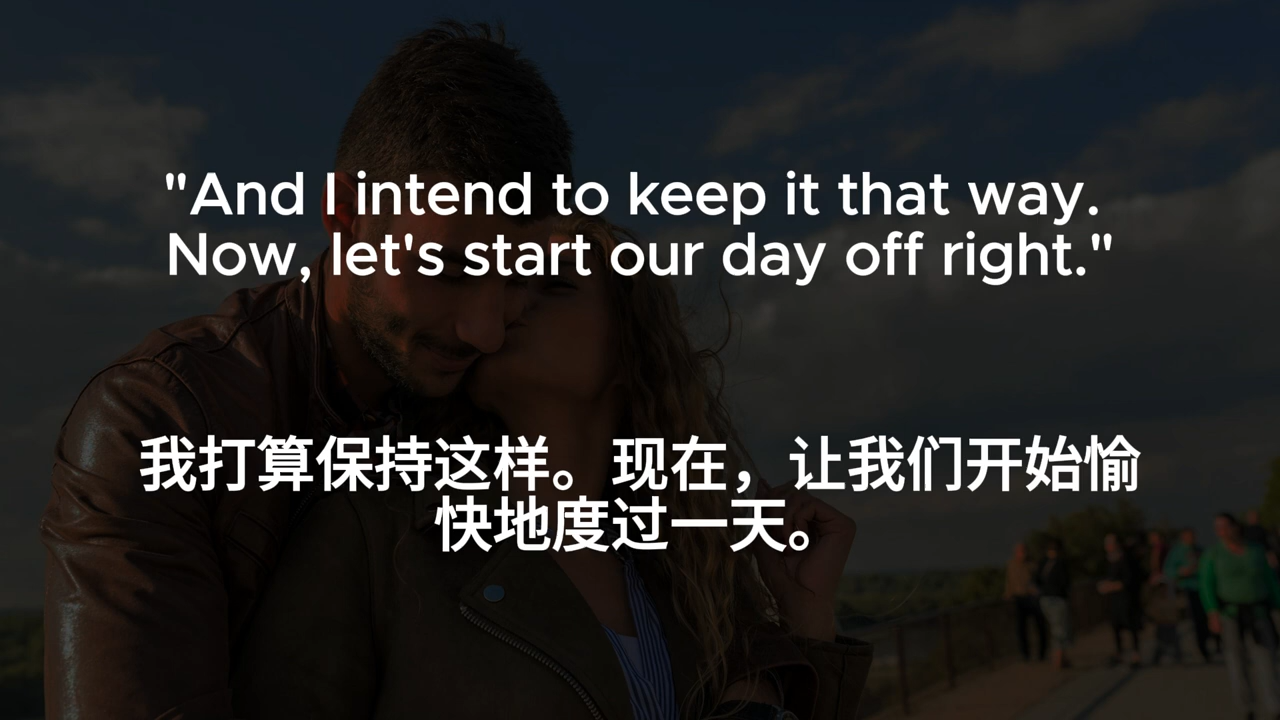 "And I intend to keep it that way.
Now, let's start our day off right."
我打算保持这样。现在，让我们开始愉
快地度过一天。